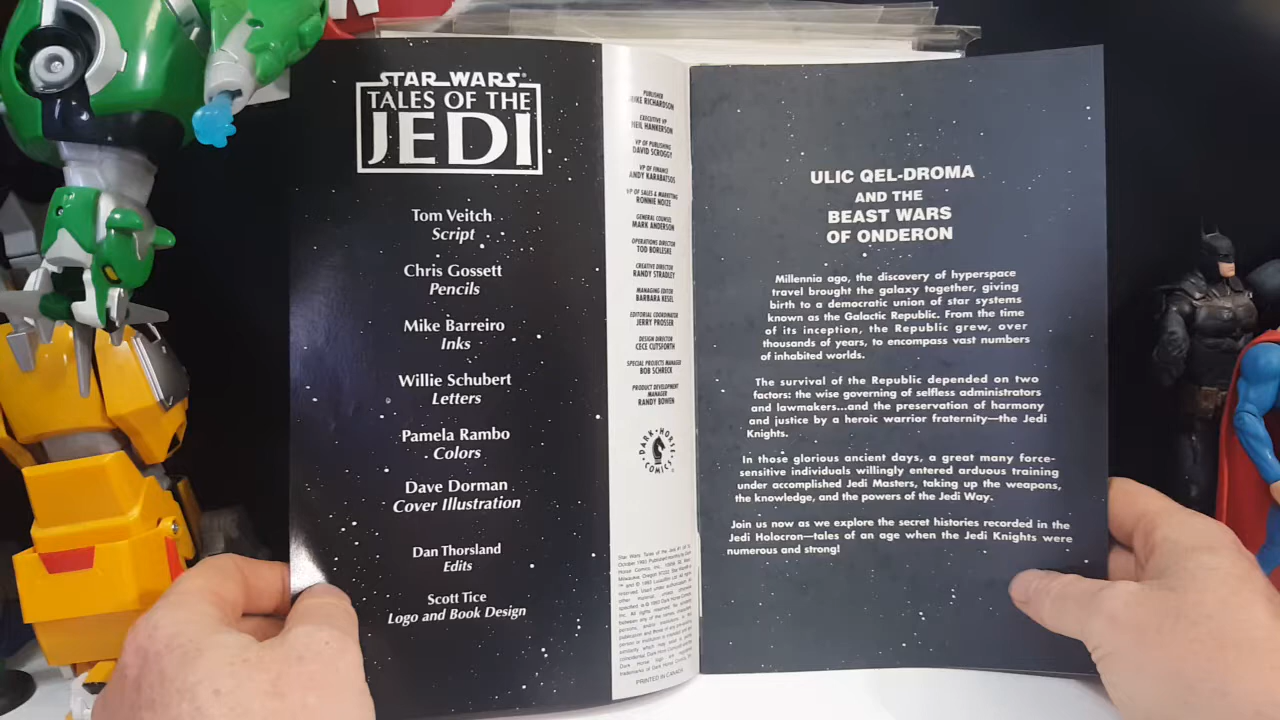 STAR WARS®
TALES OF THE
JEDI
Tom Veitch
Script
Chris Gossett
Pencils
Mike Barreiro
Inks
Willie Schubert
Letters
Pamela Rambo
Colors
Dave Dorman
Cover Illustration
Dan Thorsland
Edits
Scott Tice
Logo and Book Design
PUBLISHER
MIKE RICHARDSON
EXECUTIVE VP
NEIL HANKERSON
VP OF PUBLISHING
DAVID SCROGGY
VP OF FINANCE
ANDY KARABATSOS
VP OF SALES & MARKETING
RONNIE NOIZE
GENERAL COUNSEL
MARK ANDERSON
OPERATIONS DIRECTOR
TOD BORLESKE
CREATIVE DIRECTOR
RANDY STRADLEY
MANAGING EDITOR
BARBARA KESEL
EDITORIAL COORDINATOR
JERRY PROSSER
DESIGN DIRECTOR
CECE CUTSFORTH
SPECIAL PROJECTS MANAGER
BOB SCHRECK
PRODUCT DEVELOPMENT
MANAGER
RANDY BOWEN
DARK HORSE
COMICS
PRINTED IN CANADA
ULIC QEL-DROMA
AND THE
BEAST WARS
OF ONDERON
Millennia ago, the discovery of hyperspace
travel brought the galaxy together, giving
birth to a democratic union of star systems
known as the Galactic Republic. From the time
of its inception, the Republic grew, over
thousands of years, to encompass vast numbers
of inhabited worlds.
The survival of the Republic depended on two
factors: the wise governing of selfless administrators
and lawmakers...and the preservation of harmony
and justice by a heroic warrior fraternity—the Jedi
Knights.
In those glorious ancient days, a great many force-
sensitive individuals willingly entered arduous training
under accomplished Jedi Masters, taking up the weapons,
the knowledge, and the powers of the Jedi Way.
Join us now as we explore the secret histories recorded in the
Jedi Holocron—tales of an age when the Jedi Knights were
numerous and strong!